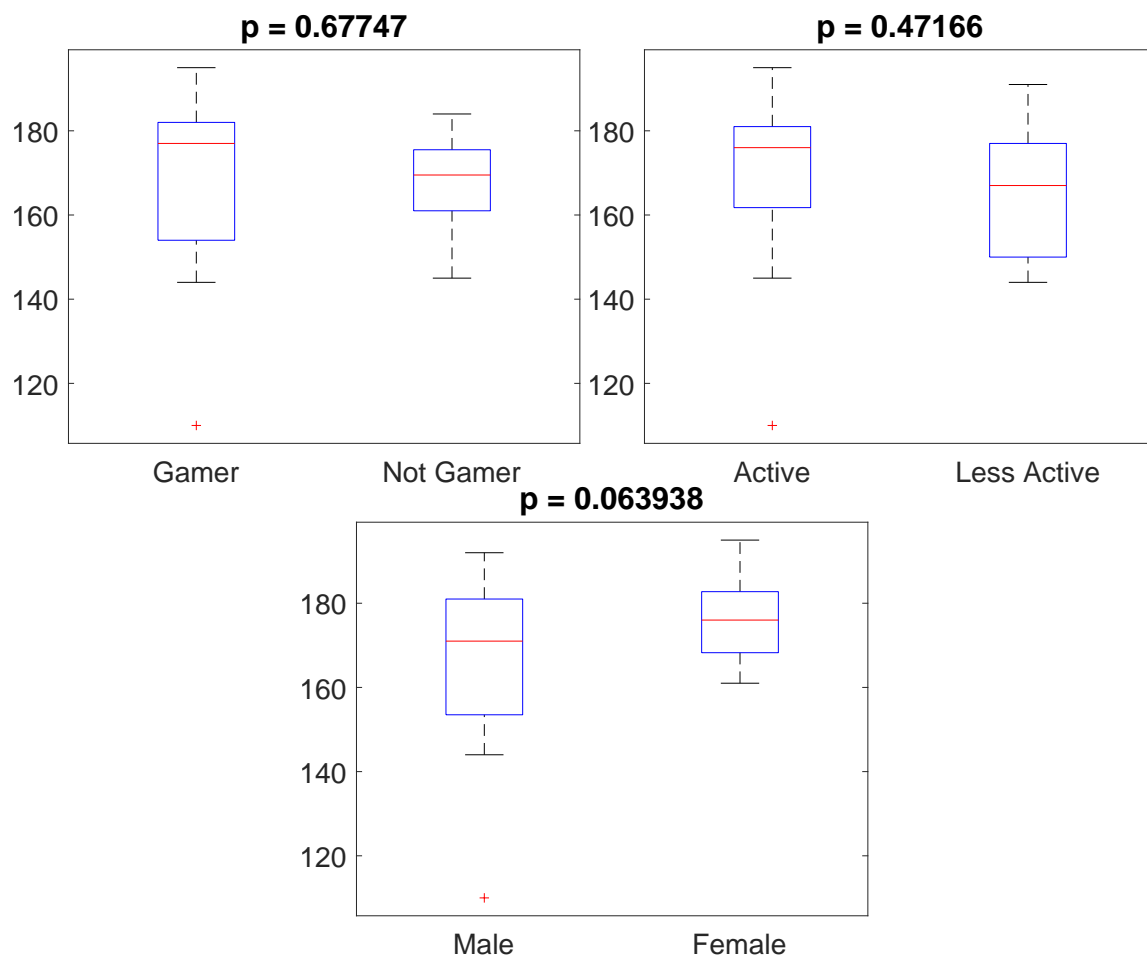 p = 0.67747
180
160
140
120
Gamer Not Gamer
p = 0.47166
180
160
140
120
Active Less Active
p = 0.063938
180
160
140
120
Male Female